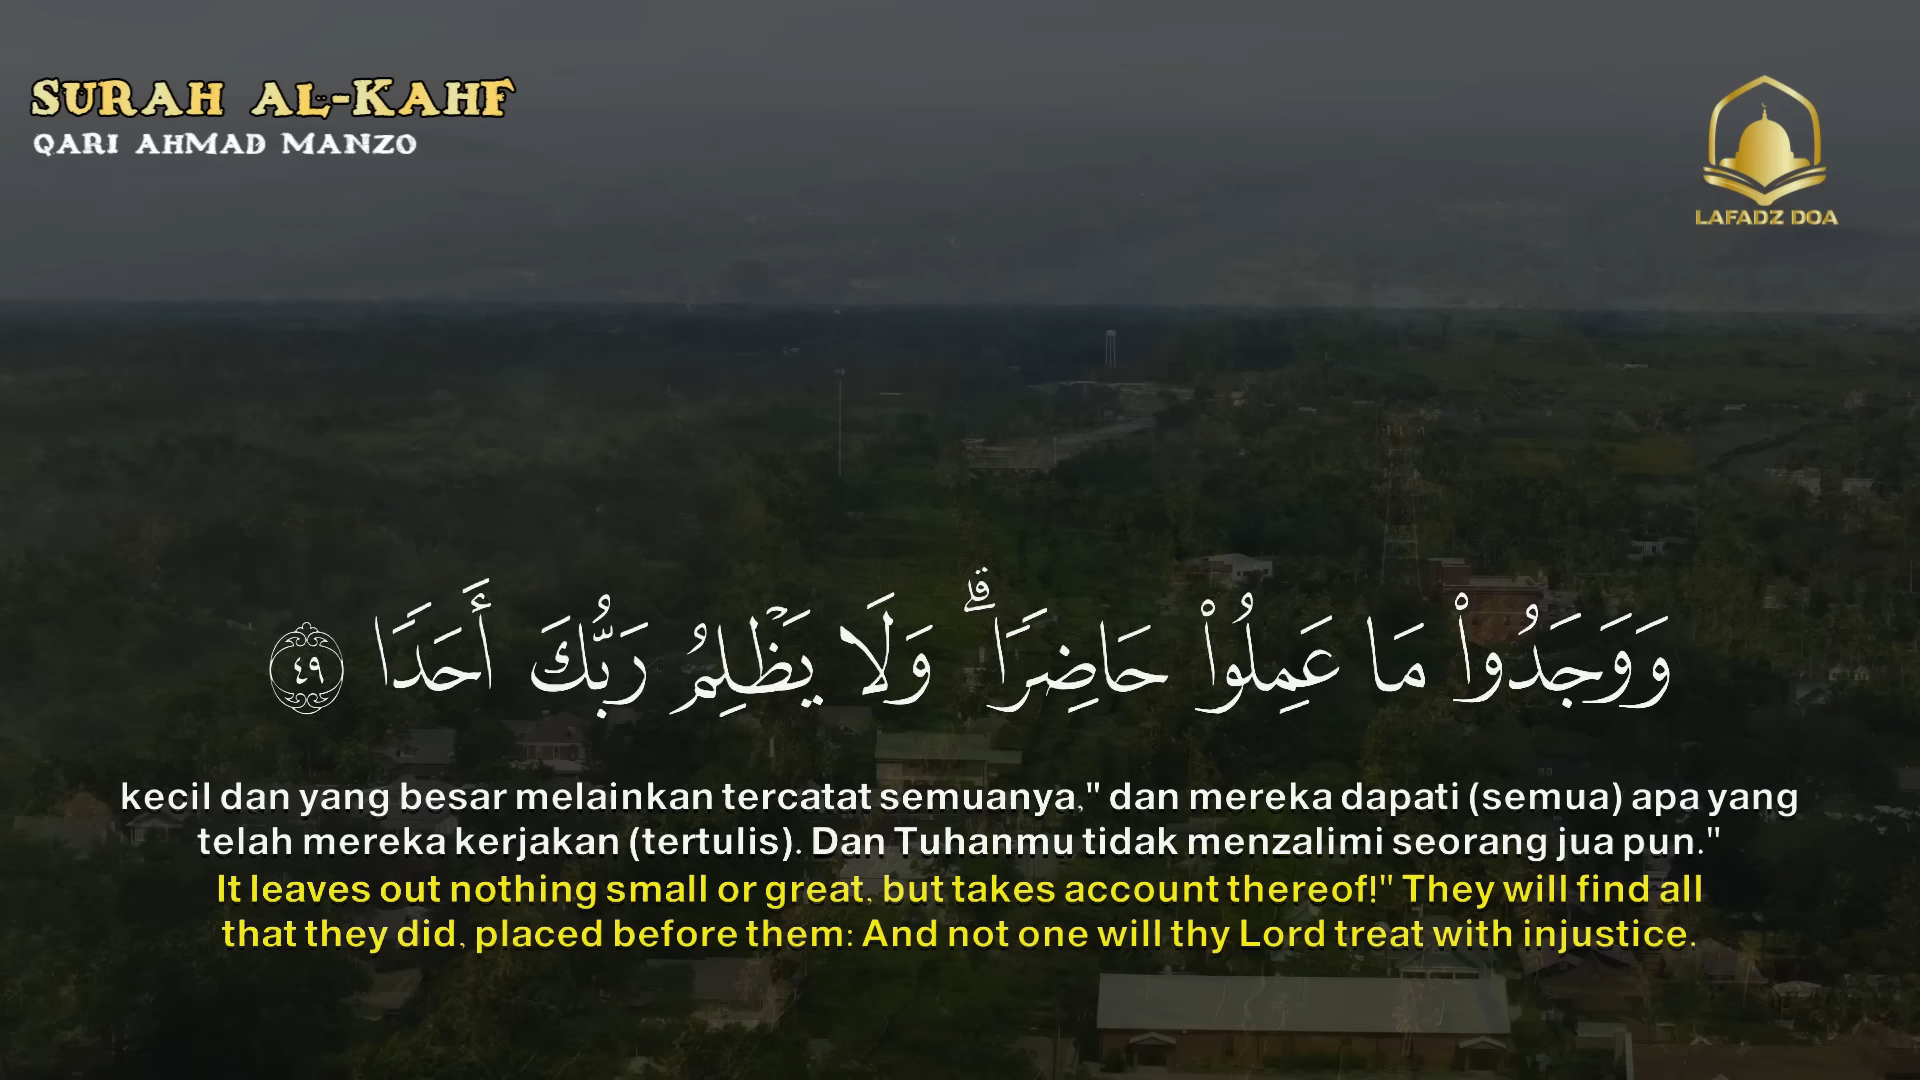 SURAH AL-KAHF
QARI AHMAD MANZO
LAFADZ DOA
وَوَجَدُوا۟ مَا عَمِلُوا۟ حَاضِرًا ۗ وَلَا يَظْلِمُ رَبُّكَ أَحَدًا ٤٩
kecil dan yang besar melainkan tercatat semuanya," dan mereka dapati (semua) apa yang
telah mereka kerjakan (tertulis). Dan Tuhanmu tidak menzalimi seorang jua pun."
It leaves out nothing small or great, but takes account thereof!" They will find all
that they did, placed before them: And not one will thy Lord treat with injustice.